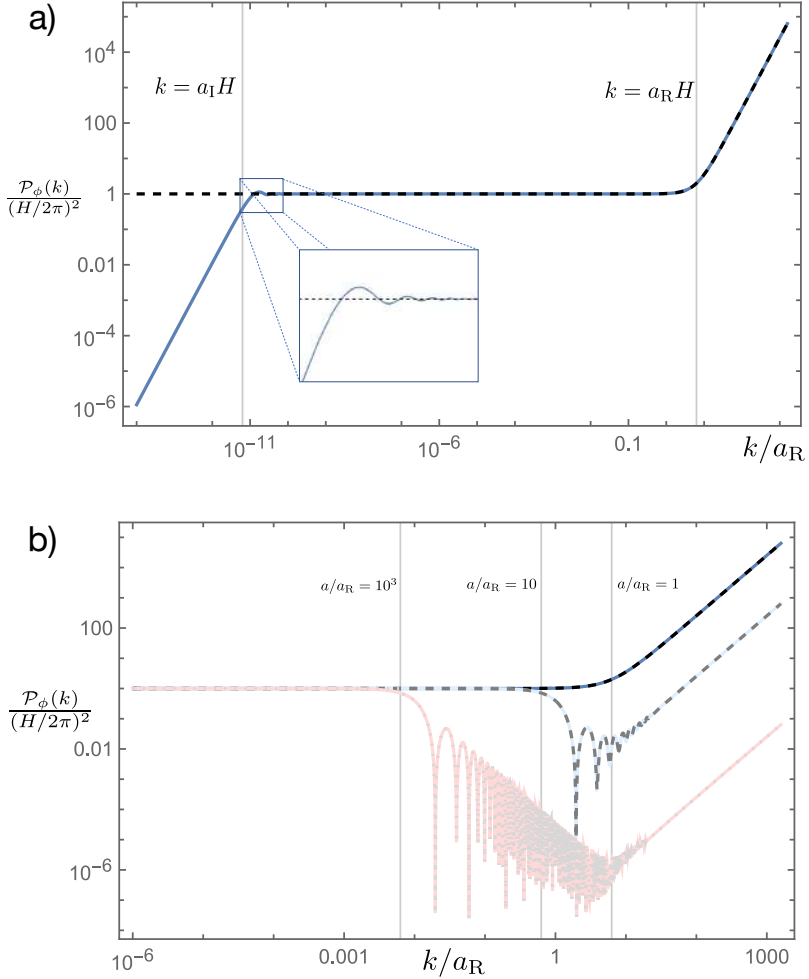 a)
10^4
k = a_I H
k = a_R H
100
1
P_ϕ(k)
(H/2π)^2
0.01
10^-4
10^-6
10^-11
10^-6
0.1
k/a_R
b)
a/a_R = 10^3
a/a_R = 10
a/a_R = 1
100
P_ϕ(k)
(H/2π)^2
0.01
10^-6
10^-6
0.001
k/a_R
1
1000
k/a_R